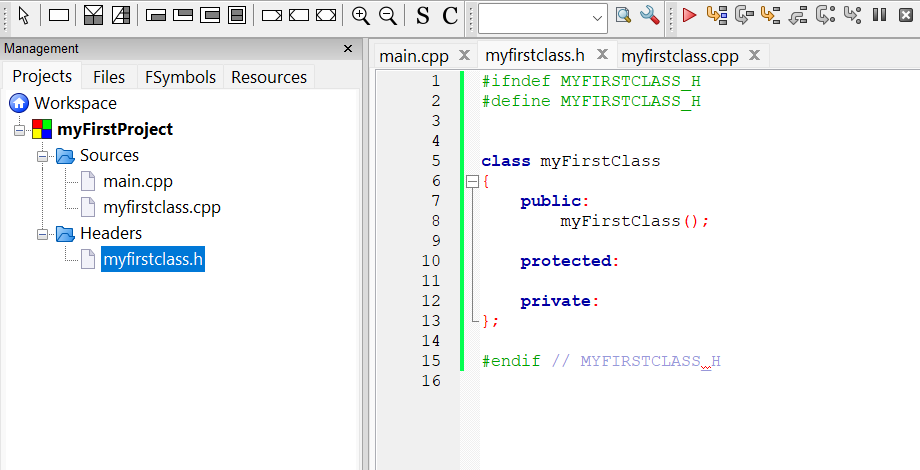 S C
Management
Projects Files FSymbols Resources
Workspace
myFirstProject
Sources
main.cpp
myfirstclass.cpp
Headers
myfirstclass.h
main.cpp myfirstclass.h myfirstclass.cpp
1 #ifndef MYFIRSTCLASS_H
2 #define MYFIRSTCLASS_H
3
4
5 class myFirstClass
6 {
7 public:
8 myFirstClass();
9
10 protected:
11
12 private:
13 };
14
15 #endif // MYFIRSTCLASS_H
16